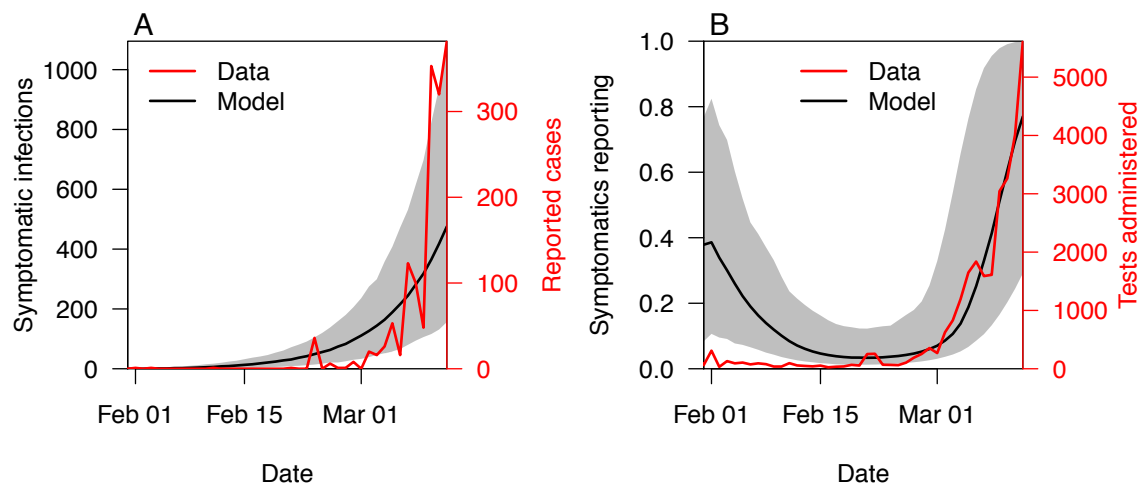 A
Data
Model
Symptomatic infections
0
200
400
600
800
1000
Reported cases
0
100
200
300
Feb 01
Feb 15
Mar 01
Date
B
Data
Model
Symptomatics reporting
0.0
0.2
0.4
0.6
0.8
1.0
Tests administered
0
1000
2000
3000
4000
5000
Feb 01
Feb 15
Mar 01
Date